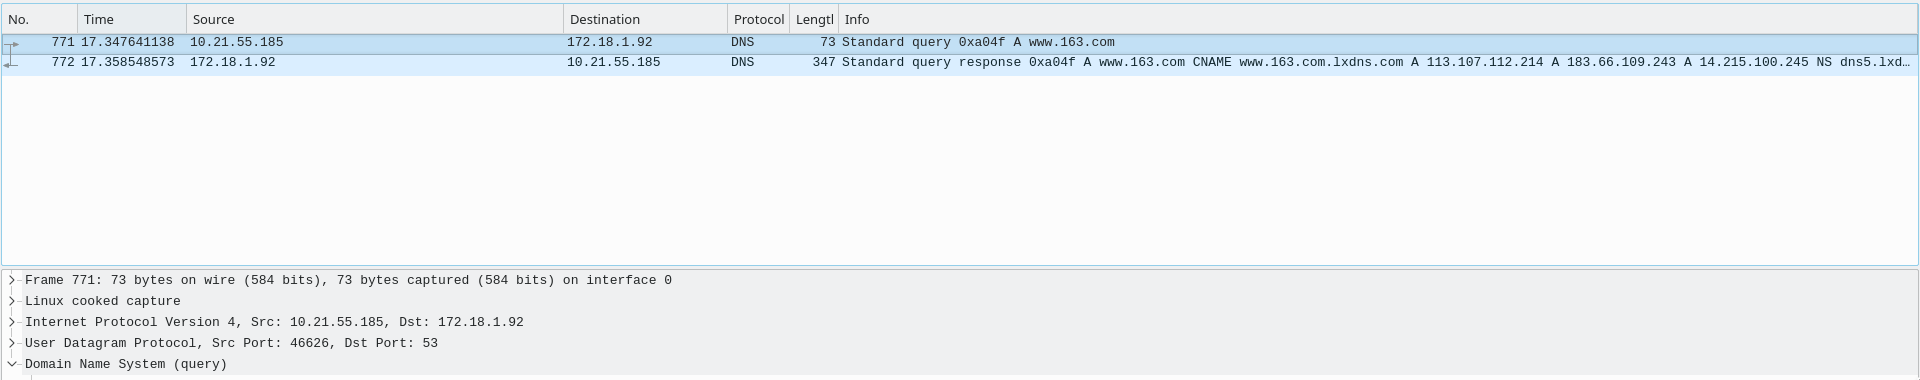 No. Time Source Destination Protocol Lengtl Info
771 17.347641138 10.21.55.185 172.18.1.92 DNS 73 Standard query 0xa04f A www.163.com
772 17.358548573 172.18.1.92 10.21.55.185 DNS 347 Standard query response 0xa04f A www.163.com CNAME www.163.com.lxdns.com A 113.107.112.214 A 183.66.109.243 A 14.215.100.245 NS dns5.lxd…
Frame 771: 73 bytes on wire (584 bits), 73 bytes captured (584 bits) on interface 0
Linux cooked capture
Internet Protocol Version 4, Src: 10.21.55.185, Dst: 172.18.1.92
User Datagram Protocol, Src Port: 46626, Dst Port: 53
Domain Name System (query)